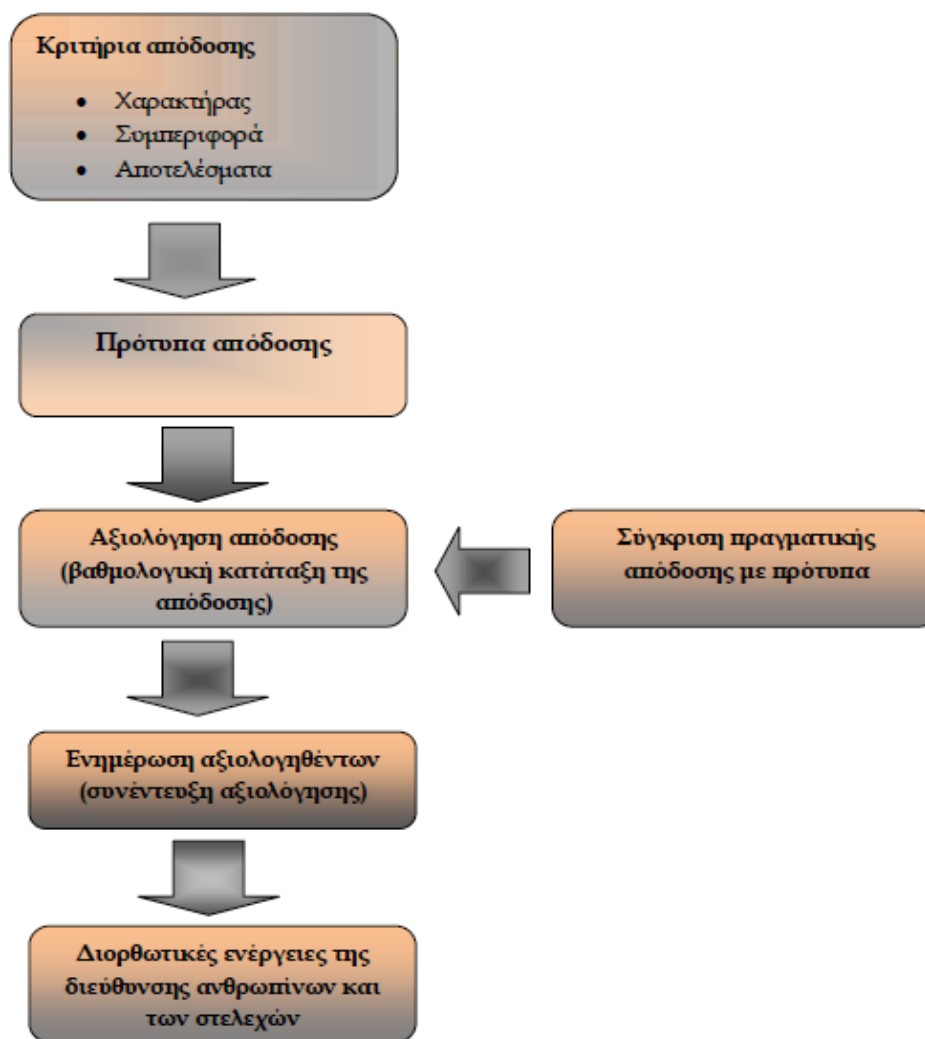 Κριτήρια απόδοσης
• Χαρακτήρας
• Συμπεριφορά
• Αποτελέσματα
Πρότυπα απόδοσης
Αξιολόγηση απόδοσης
(βαθμολογική κατάταξη της
απόδοσης)
Σύγκριση πραγματικής
απόδοσης με πρότυπα
Ενημέρωση αξιολογηθέντων
(συνέντευξη αξιολόγησης)
Διορθωτικές ενέργειες της
διεύθυνσης ανθρωπίνων και
των στελεχών